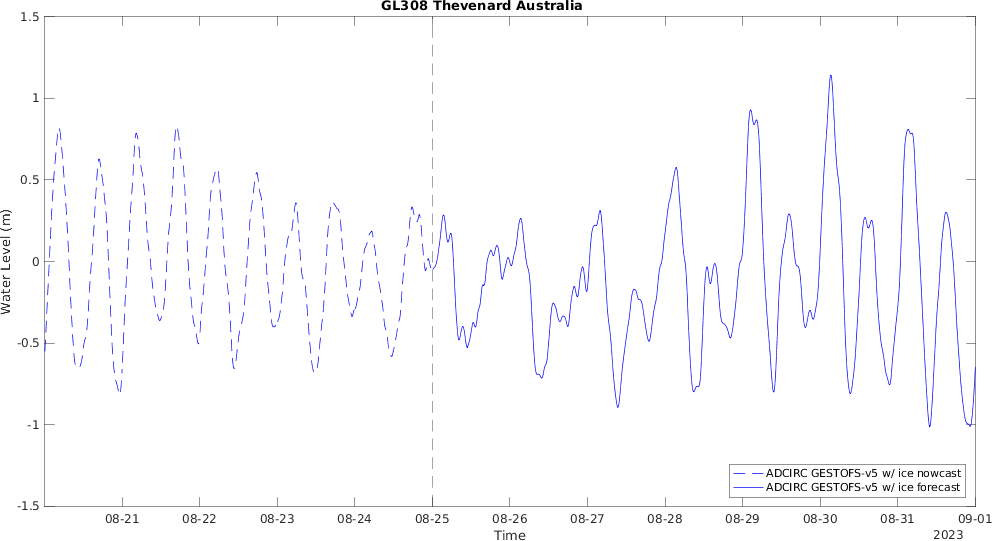 GL308 Thevenard Australia
1.5
1
0.5
0
-0.5
-1
-1.5
Water Level (m)
ADCIRC GESTOFS-v5 w/ ice nowcast
ADCIRC GESTOFS-v5 w/ ice forecast
08-21 08-22 08-23 08-24 08-25 08-26 08-27 08-28 08-29 08-30 08-31 09-01
Time
2023